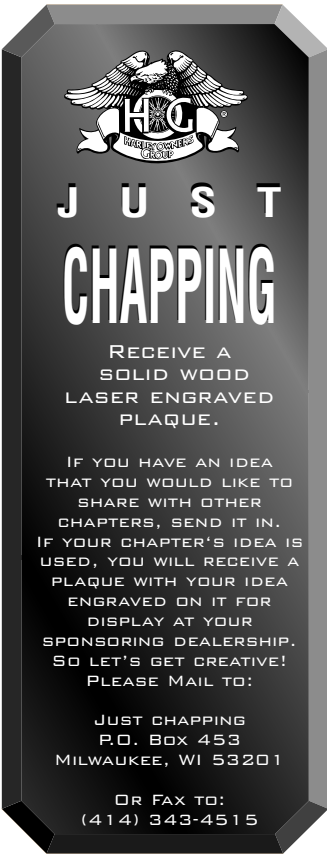 HOG
®
HARLEY OWNERS
GROUP
JUST
CHAPPING
RECEIVE A
SOLID WOOD
LASER ENGRAVED
PLAQUE.
IF YOU HAVE AN IDEA
THAT YOU WOULD LIKE TO
SHARE WITH OTHER
CHAPTERS, SEND IT IN.
IF YOUR CHAPTER‘S IDEA IS
USED, YOU WILL RECEIVE A
PLAQUE WITH YOUR IDEA
ENGRAVED ON IT FOR
DISPLAY AT YOUR
SPONSORING DEALERSHIP.
SO LET’S GET CREATIVE!
PLEASE MAIL TO:
JUST CHAPPING
P.O. BOX 453
MILWAUKEE, WI 53201
OR FAX TO:
(414) 343-4515